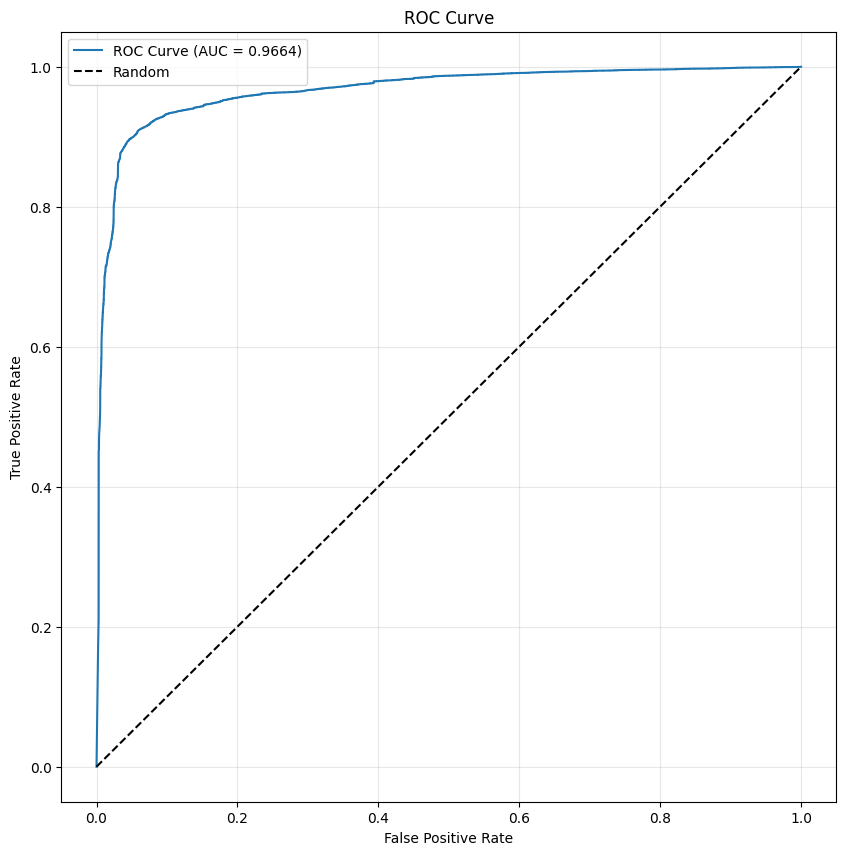 ROC Curve
ROC Curve (AUC = 0.9664)
Random
True Positive Rate
1.0
0.8
0.6
0.4
0.2
0.0
0.0 0.2 0.4 0.6 0.8 1.0
False Positive Rate